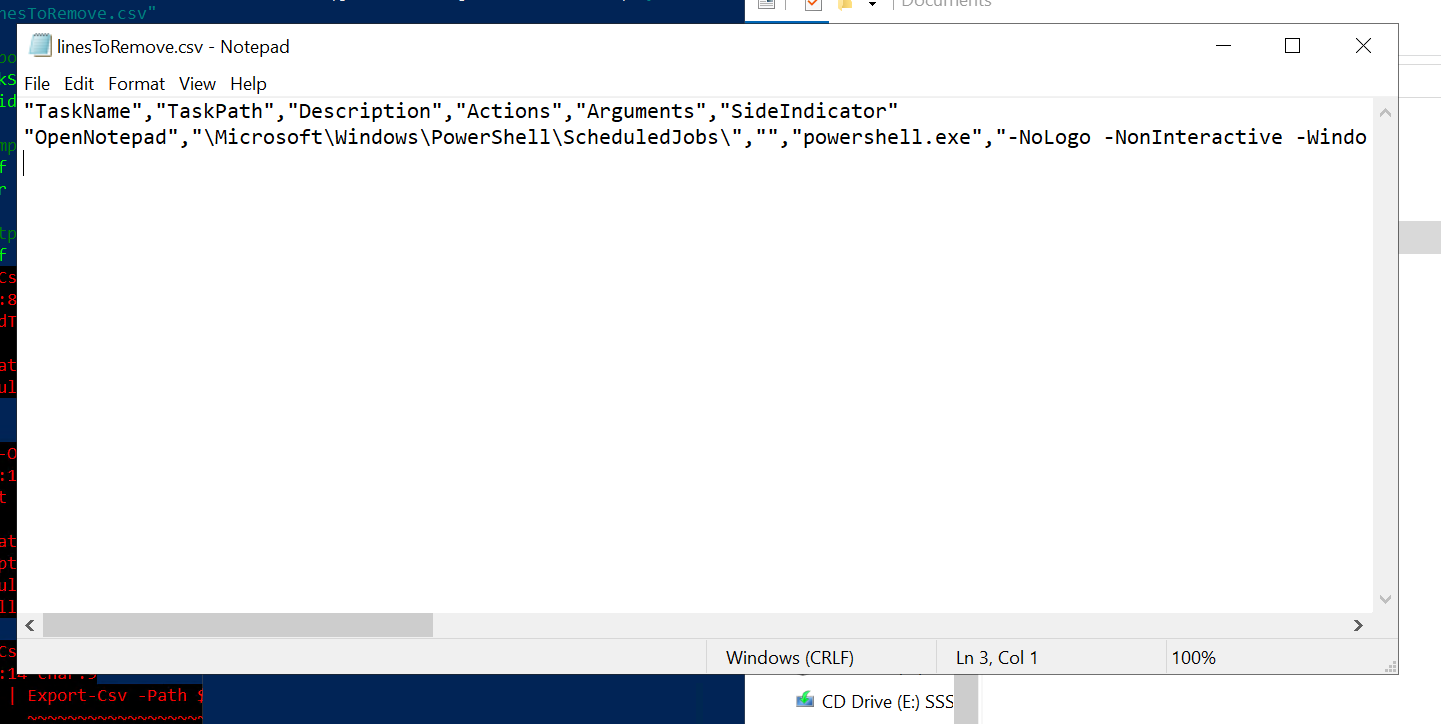 nesToRemove.csv"
Documents
linesToRemove.csv - Notepad
File Edit Format View Help
"TaskName","TaskPath","Description","Actions","Arguments","SideIndicator"
"OpenNotepad","\Microsoft\Windows\PowerShell\ScheduledJobs\","","powershell.exe","-NoLogo -NonInteractive -Windo
Windows (CRLF)
Ln 3, Col 1
100%
| Export-Csv -Path $
~~~~~~~~~~~~~~~~~~
CD Drive (E:) SSS